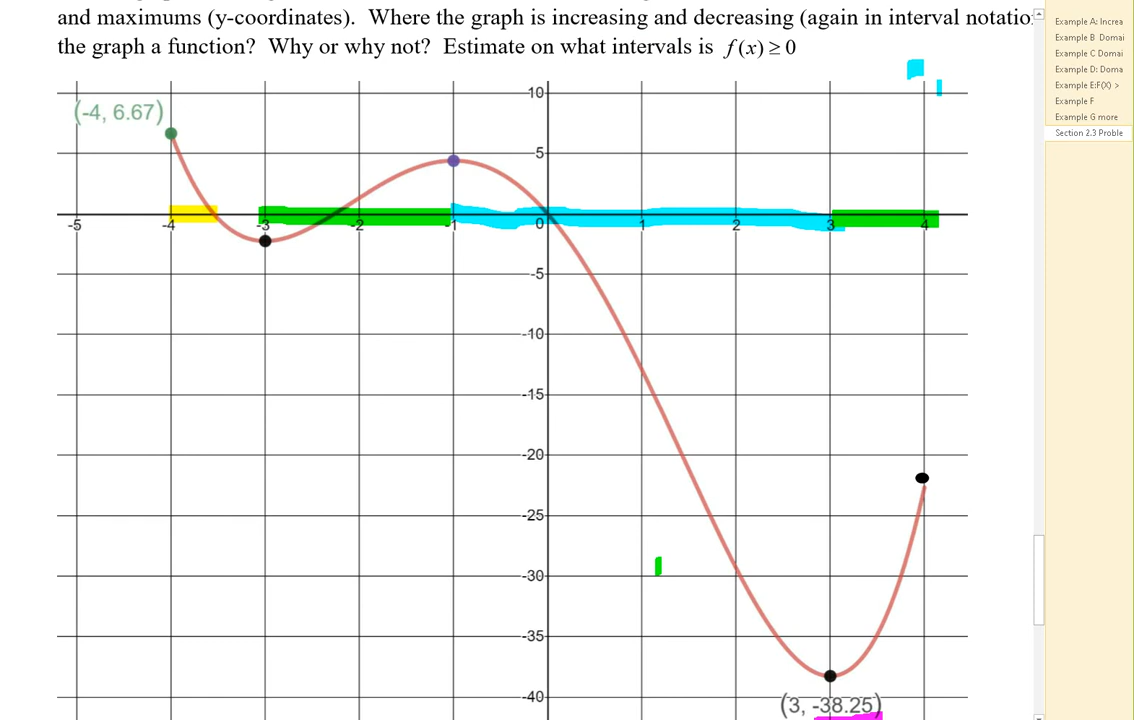 and maximums (y-coordinates). Where the graph is increasing and decreasing (again in interval notatio
the graph a function? Why or why not? Estimate on what intervals is f(x) ≥ 0
(-4, 6.67)
10
5
-5 -4 -3 -2 -1 0 1 2 3 4
-5
-10
-15
-20
-25
-30
-35
-40
(3, -38.25)
Example A: Increa
Example B Domai
Example C Domai
Example D: Doma
Example E:F(X) >
Example F
Example G more
Section 2.3 Proble